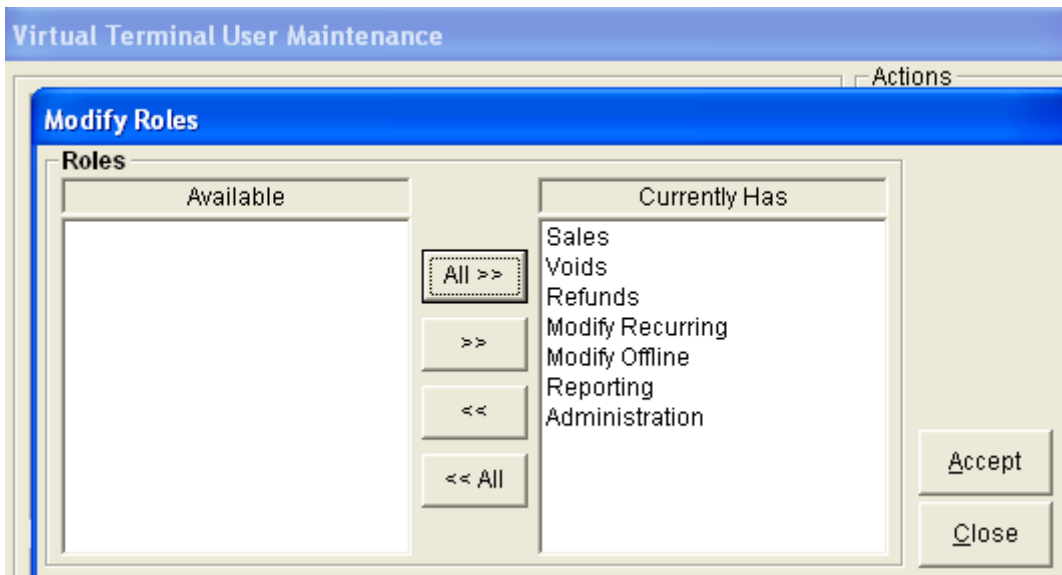 Virtual Terminal User Maintenance
Actions
Modify Roles
Roles
Available
Currently Has
All >>
>>
<<
<< All
Sales
Voids
Refunds
Modify Recurring
Modify Offline
Reporting
Administration
Accept
Close